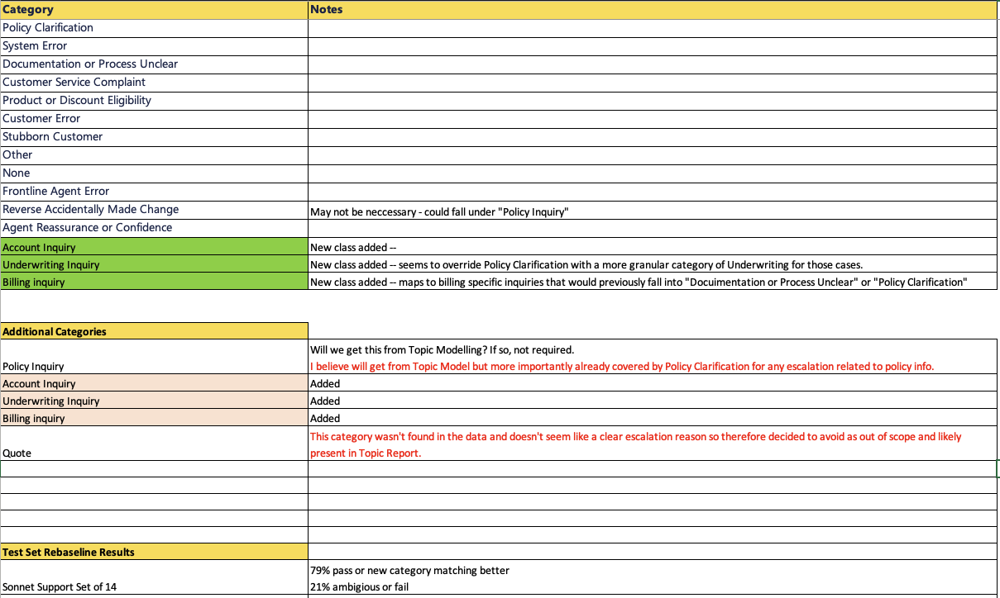 Category Notes
Policy Clarification
System Error
Documentation or Process Unclear
Customer Service Complaint
Product or Discount Eligibility
Customer Error
Stubborn Customer
Other
None
Frontline Agent Error
Reverse Accidentally Made Change May not be neccessary - could fall under "Policy Inquiry"
Agent Reassurance or Confidence
Account Inquiry New class added --
Underwriting Inquiry New class added -- seems to override Policy Clarification with a more granular category of Underwriting for those cases.
Billing inquiry New class added -- maps to billing specific inquiries that would previously fall into "Docuimentation or Process Unclear" or "Policy Clarification"
Additional Categories
Will we get this from Topic Modelling? If so, not required.
Policy Inquiry I believe will get from Topic Model but more importantly already covered by Policy Clarification for any escalation related to policy info.
Account Inquiry Added
Underwriting Inquiry Added
Billing inquiry Added
This category wasn't found in the data and doesn't seem like a clear escalation reason so therefore decided to avoid as out of scope and likely
Quote present in Topic Report.
Test Set Rebaseline Results
79% pass or new category matching better
Sonnet Support Set of 14 21% ambigious or fail